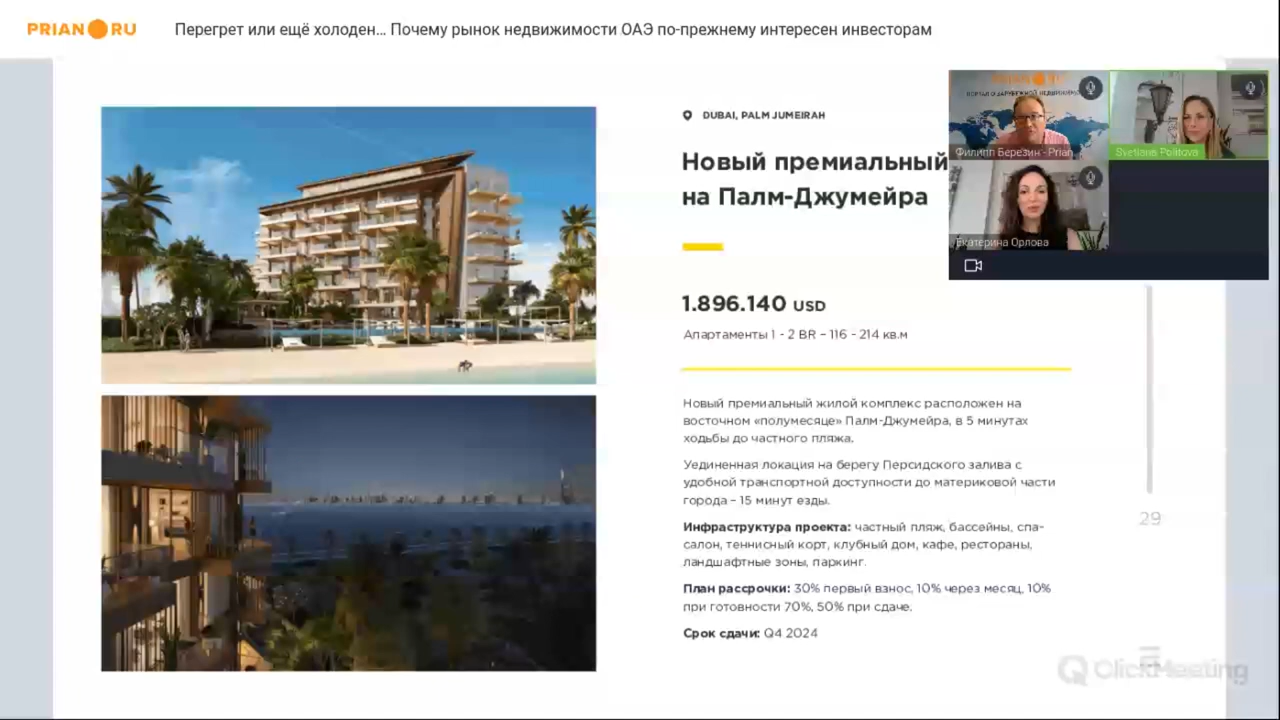 PRIAN RU
Перегрет или ещё холоден... Почему рынок недвижимости ОАЭ по-прежнему интересен инвесторам
DUBAI, PALM JUMEIRAH
Новый премиальный
на Палм-Джумейра
1.896.140 USD
Апартаменты 1 - 2 BR – 116 - 214 кв.м
Новый премиальный жилой комплекс расположен на
восточном «полумесяце» Палм-Джумейра, в 5 минутах
ходьбы до частного пляжа.
Уединенная локация на берегу Персидского залива с
удобной транспортной доступности до материковой части
города – 15 минут езды.
Инфраструктура проекта: частный пляж, бассейны, спа-
салон, теннисный корт, клубный дом, кафе, рестораны,
ландшафтные зоны, паркинг.
План рассрочки: 30% первый взнос, 10% через месяц, 10%
при готовности 70%, 50% при сдаче.
Срок сдачи: Q4 2024
29
Филипп Березин - Prian
Svetlana Politova
Екатерина Орлова
ClickMeeting